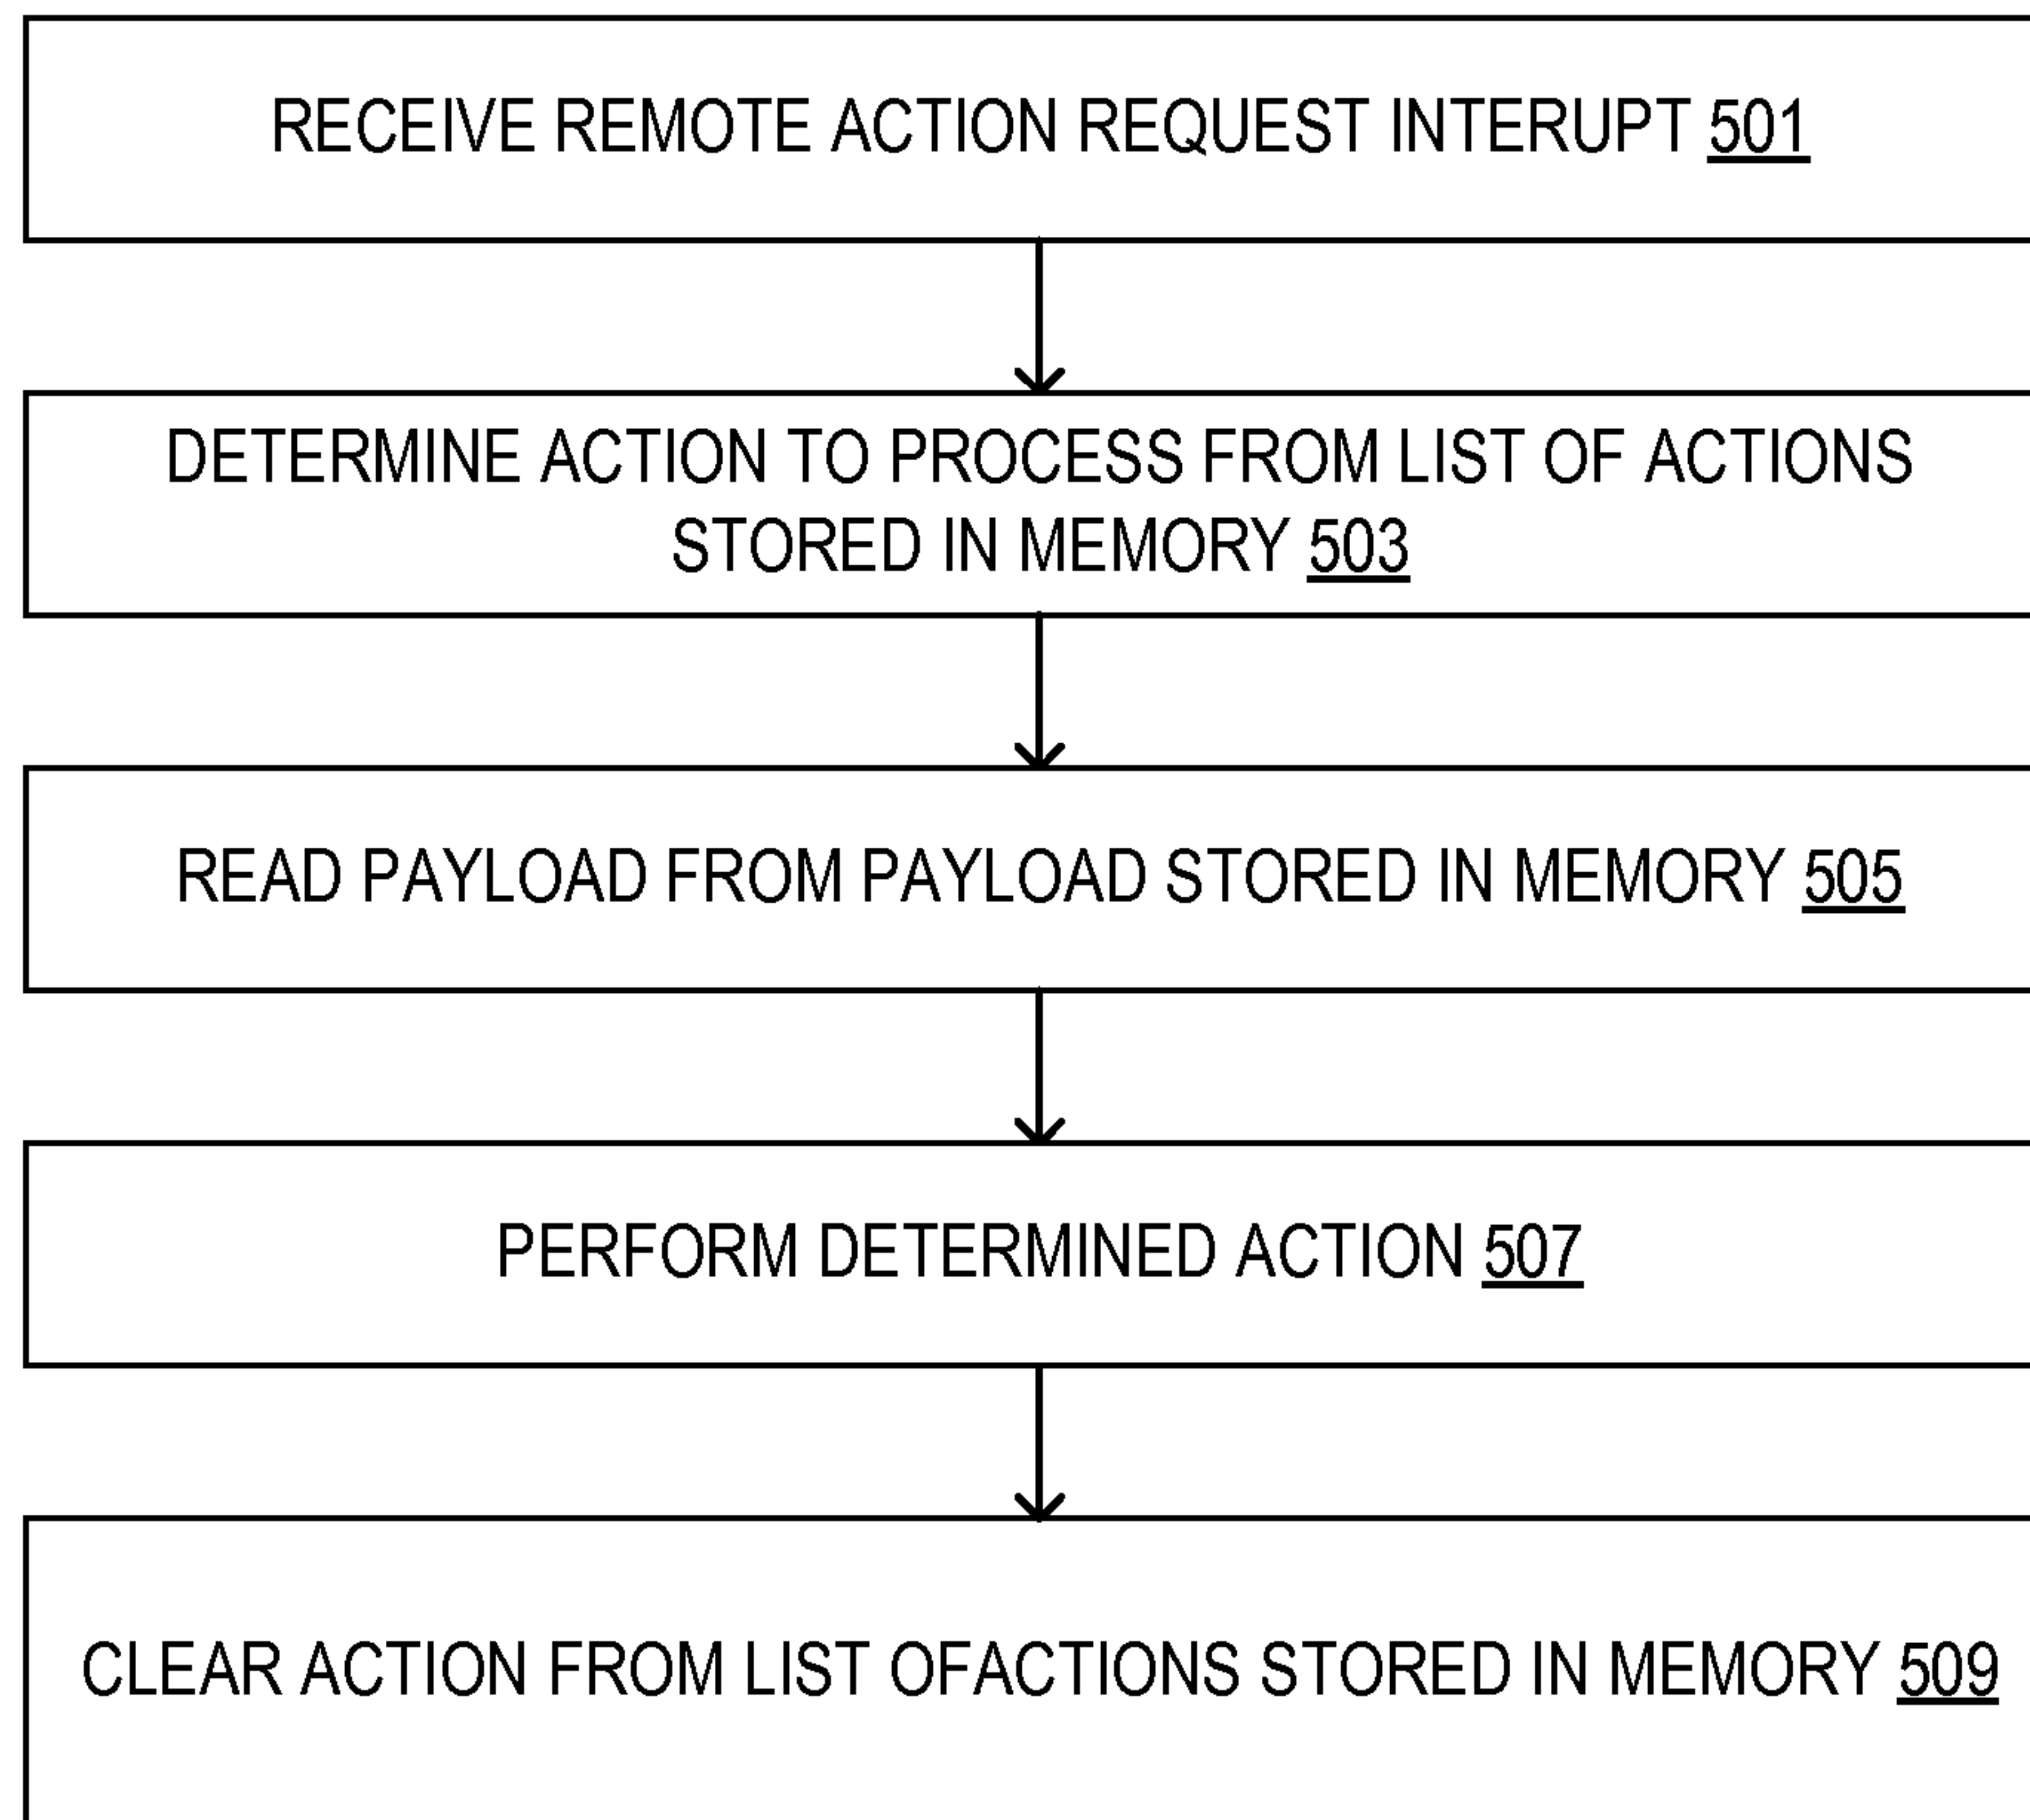 RECEIVE REMOTE ACTION REQUEST INTERUPT 501
DETERMINE ACTION TO PROCESS FROM LIST OF ACTIONS
STORED IN MEMORY 503
READ PAYLOAD FROM PAYLOAD STORED IN MEMORY 505
PERFORM DETERMINED ACTION 507
CLEAR ACTION FROM LIST OFACTIONS STORED IN MEMORY 509